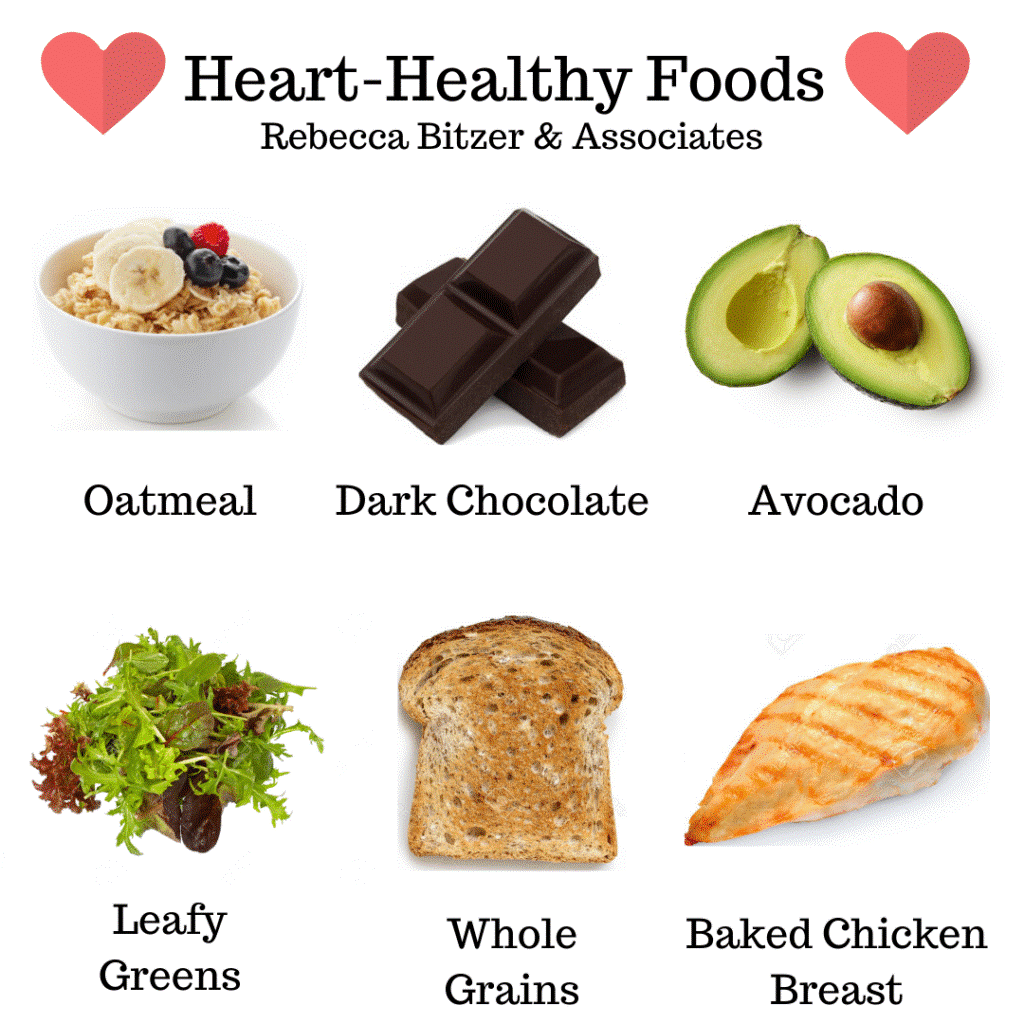 Heart-Healthy Foods
Rebecca Bitzer & Associates
Oatmeal
Dark Chocolate
Avocado
Leafy
Greens
Whole
Grains
Baked Chicken
Breast